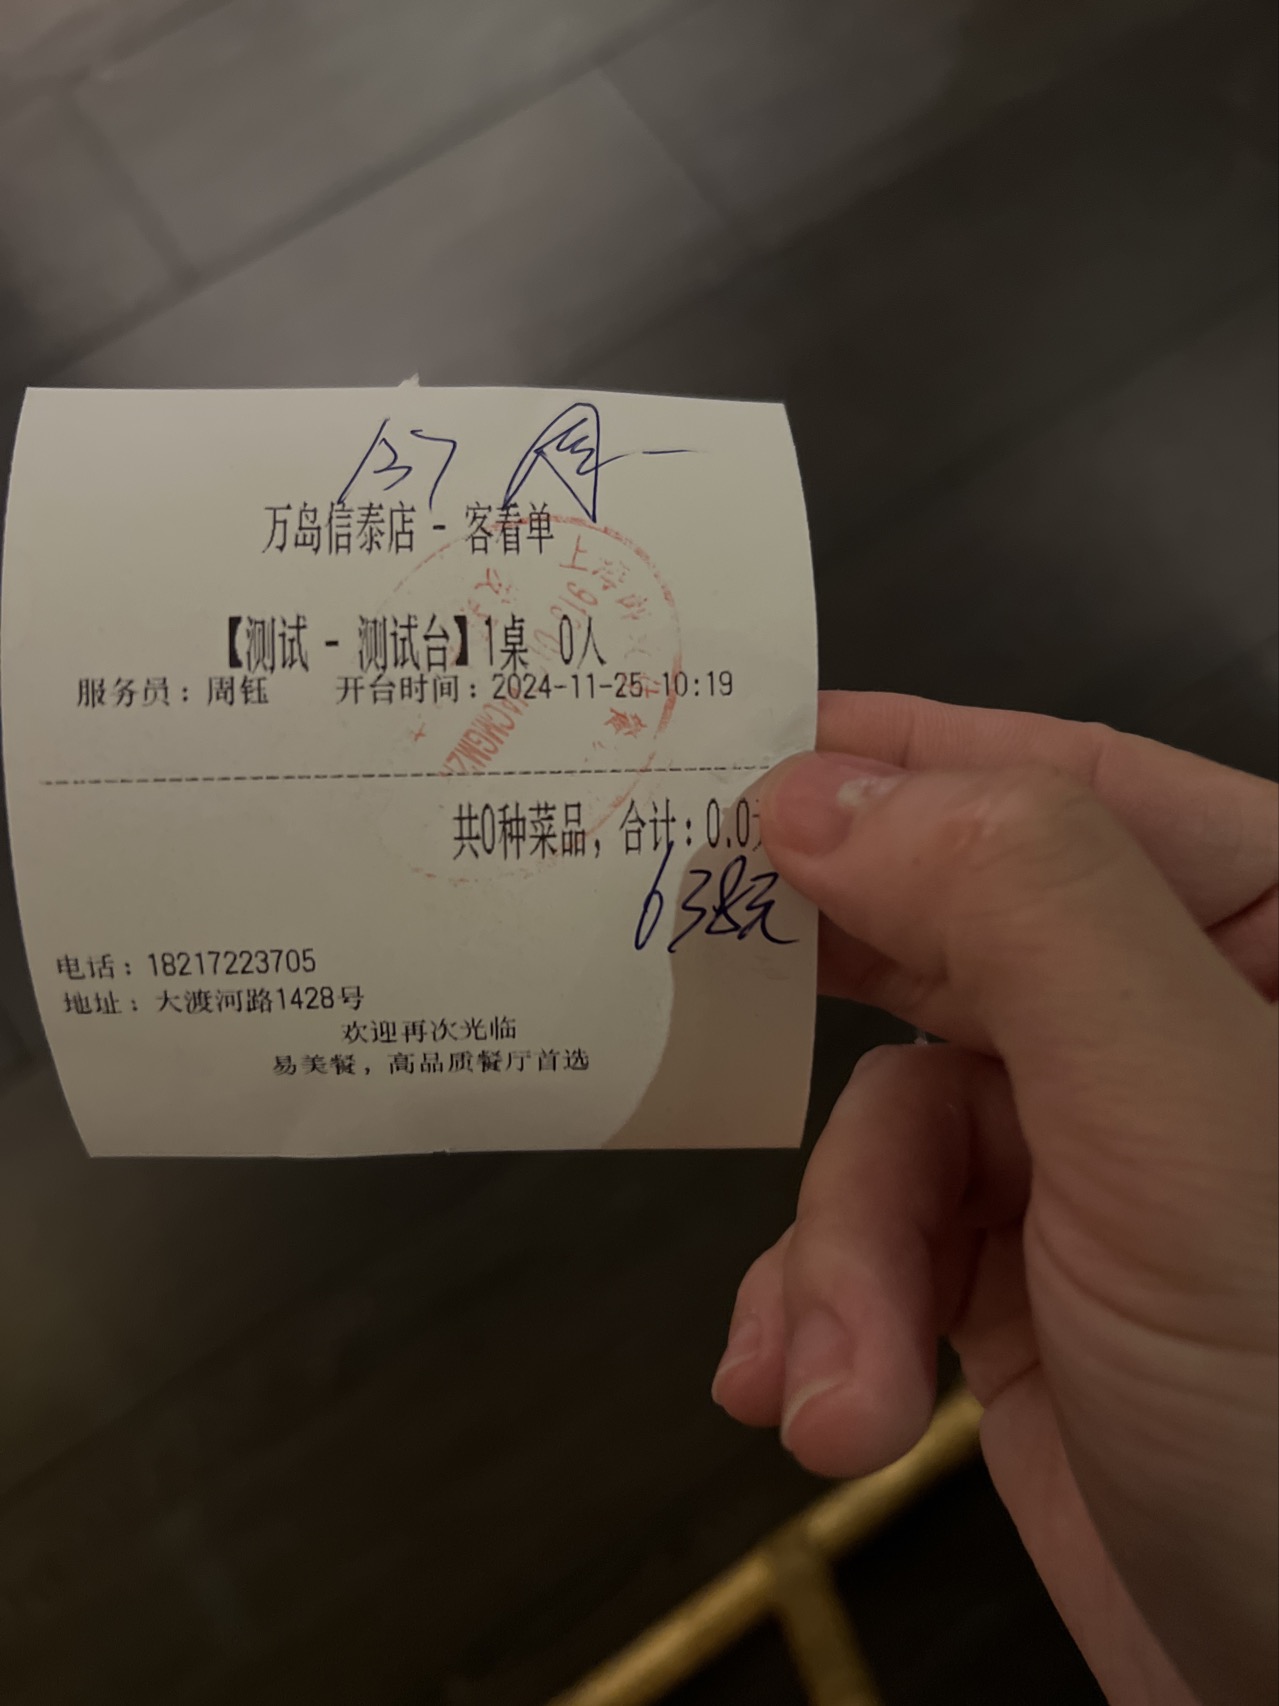 137
万岛信泰店 - 客看单
【测试 - 测试台】1桌 0人
服务员：周钰 开台时间：2024-11-25 10:19
共0种菜品，合计：0.0
638元
电话：18217223705
地址：大渡河路1428号
欢迎再次光临
易美餐，高品质餐厅首选